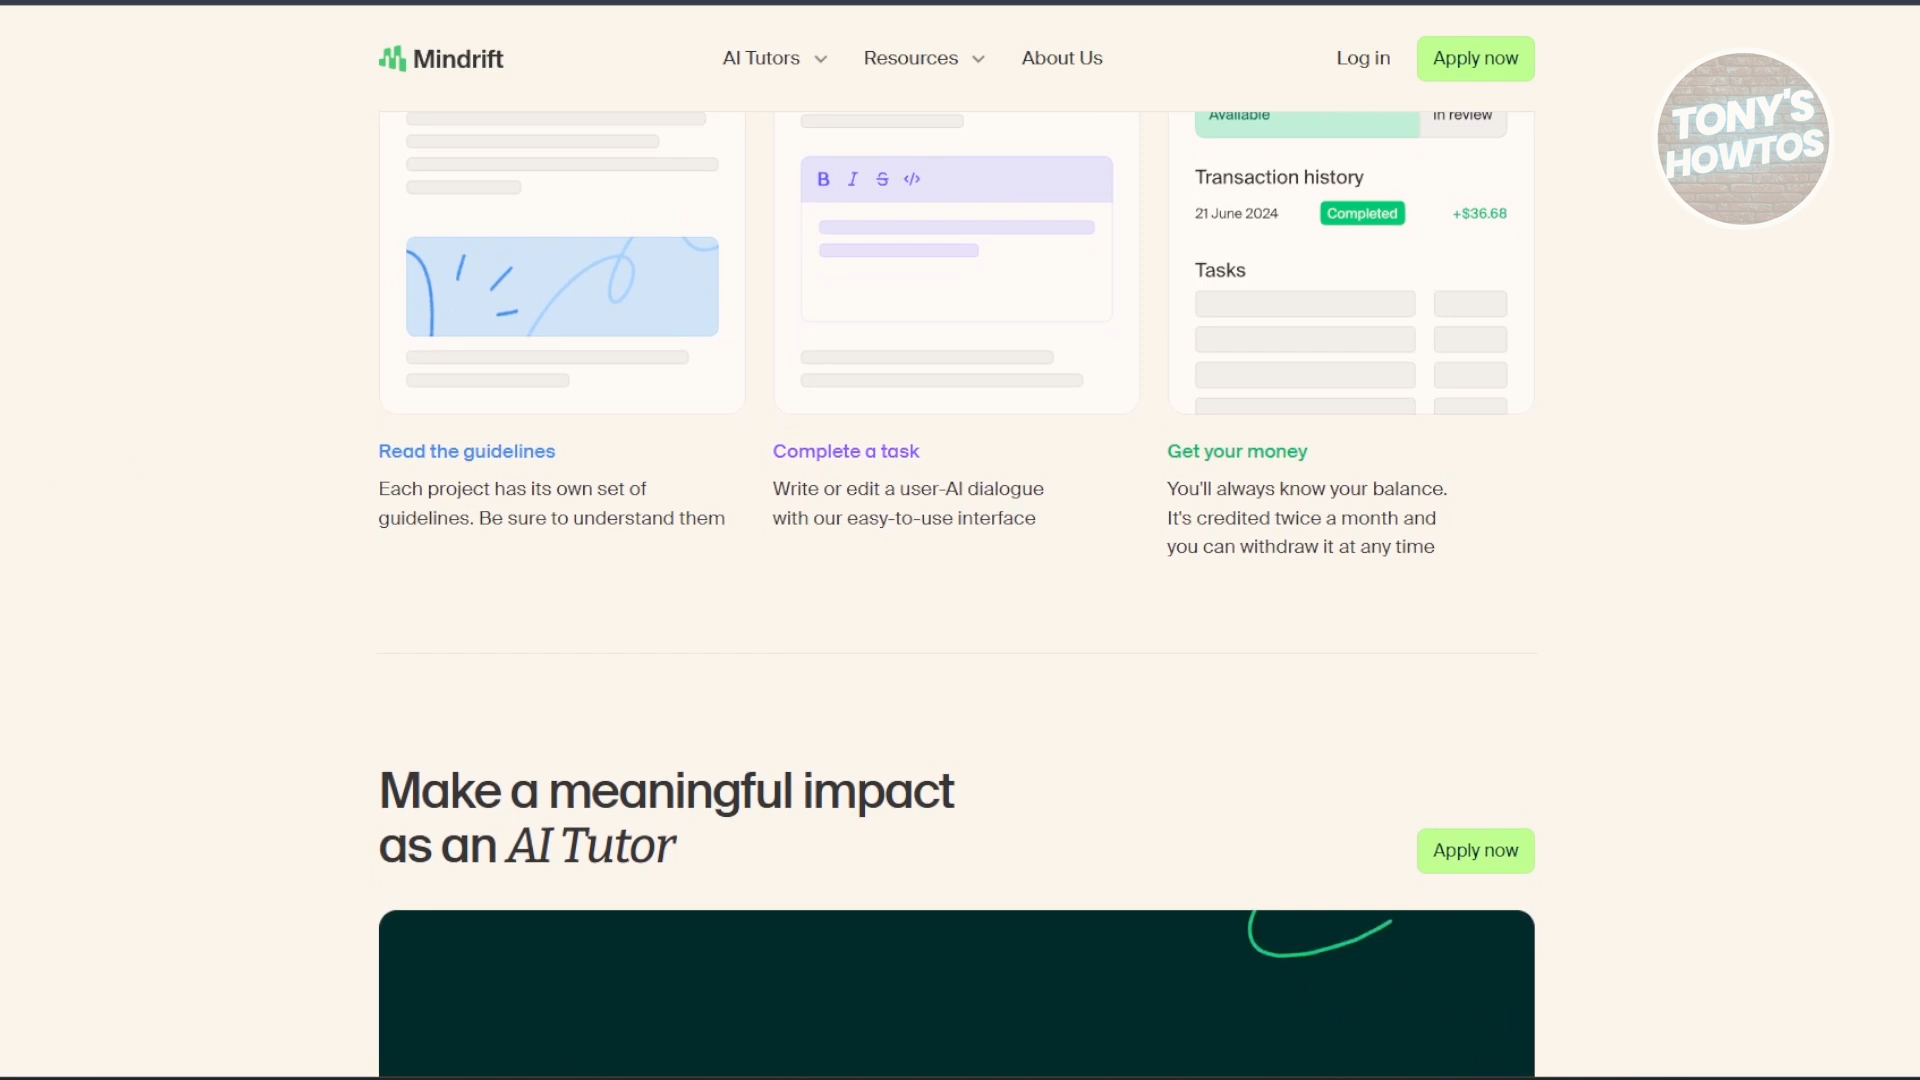 Mindrift
AI Tutors
Resources
About Us
Log in
Apply now
TONY'S
HOWTOS
Available
In review
B I S </>
Transaction history
21 June 2024
Completed
+$36.68
Tasks
Read the guidelines
Each project has its own set of
guidelines. Be sure to understand them
Complete a task
Write or edit a user-AI dialogue
with our easy-to-use interface
Get your money
You'll always know your balance.
It's credited twice a month and
you can withdraw it at any time
Make a meaningful impact
as an AI Tutor
Apply now